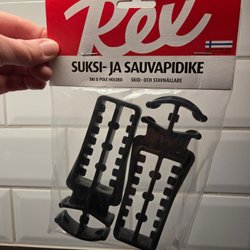 Rex
SUKSI- JA SAUVAPIDIKE
SKI & POLE HOLDER SKID- OCH STAVHÅLLARE